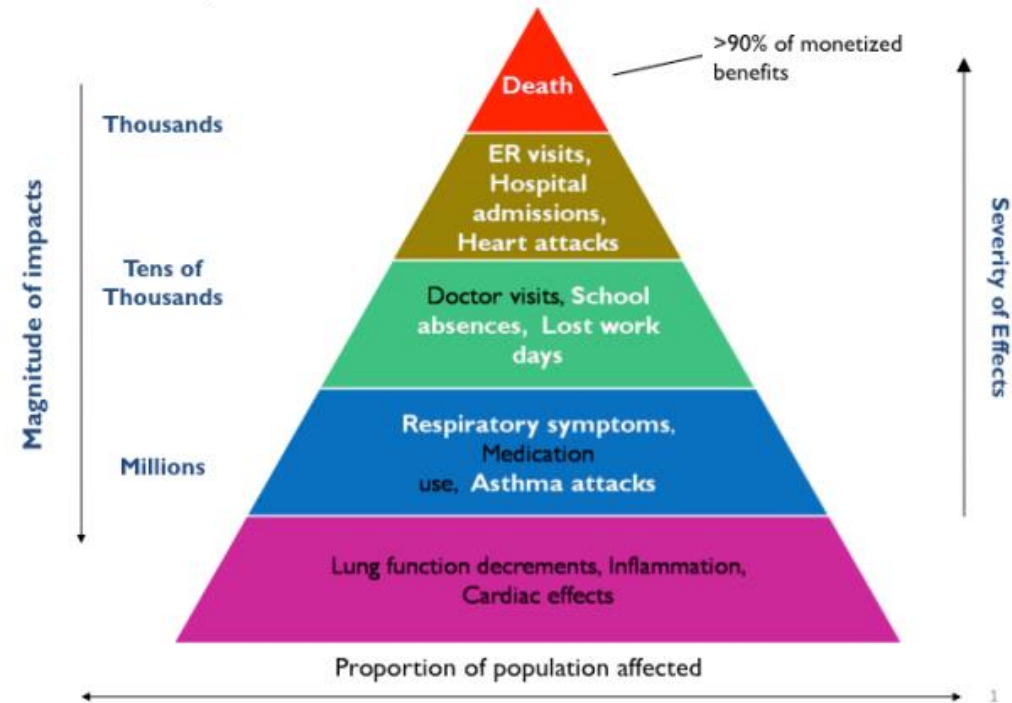 >90% of monetized
benefits
Death
Thousands
ER visits,
Hospital
admissions,
Heart attacks
Magnitude of impacts
Severity of Effects
Tens of
Thousands
Doctor visits, School
absences, Lost work
days
Respiratory symptoms,
Medication
use, Asthma attacks
Millions
Lung function decrements, Inflammation,
Cardiac effects
Proportion of population affected
1